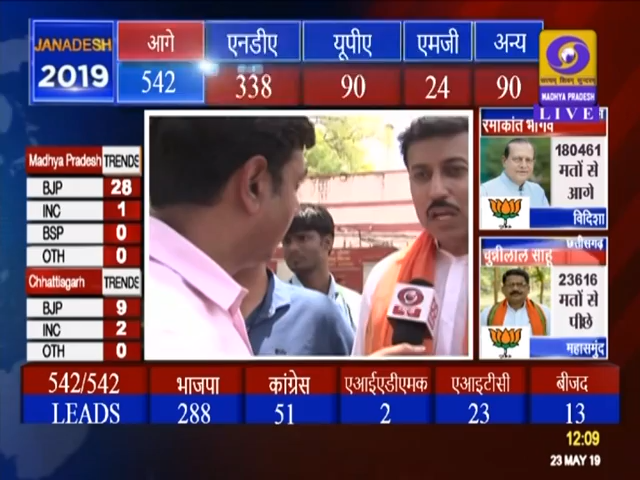 JANADESH
2019
आगे
542
एनडीए
338
यूपीए
90
एमजी
24
अन्य
90
MADHYA PRADESH
LIVE
Madhya Pradesh TRENDS
BJP 28
INC 1
BSP 0
OTH 0
Chhattisgarh TRENDS
BJP 9
INC 2
OTH 0
रमाकांत भार्गव
180461
मतों से
आगे
विदिशा
छत्तीसगढ़
चुन्नीलाल साहू
23616
मतों से
पीछे
महासमुंद
542/542 भाजपा कांग्रेस एआईएडीएमक एआइटीसी बीजद
LEADS 288 51 2 23 13
12:09
23 MAY 19